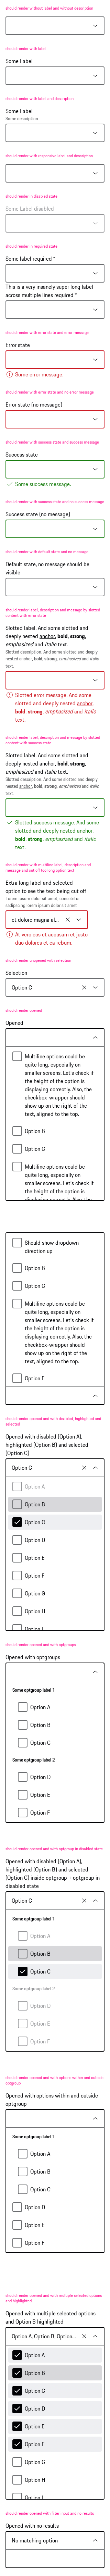 should render without label and without description
should render with label
Some Label
should render with label and description
Some Label
Some description
should render with responsive label and description
should render in disabled state
Some Label disabled
should render in required state
Some label required *
This is a very insanely super long label
across multiple lines required *
should render with error state and error message
Error state
Some error message.
should render with error state and no error message
Error state (no message)
should render with success state and success message
Success state
Some success message.
should render with success state and no success message
Success state (no message)
should render with default state and no message
Default state, no message should be
visible
should render label, description and message by slotted
content with error state
Slotted label. And some slotted and
deeply nested anchor, bold, strong,
emphasized and italic text.
Slotted description. And some slotted and deeply
nested anchor, bold, strong, emphasized and italic
text.
Slotted error message. And some
slotted and deeply nested anchor,
bold, strong, emphasized and italic
text.
should render label, description and message by slotted
content with success state
Slotted label. And some slotted and
deeply nested anchor, bold, strong,
emphasized and italic text.
Slotted description. And some slotted and deeply
nested anchor, bold, strong, emphasized and italic
text.
Slotted success message. And some
slotted and deeply nested anchor,
bold, strong, emphasized and italic
text.
should render with multiline label, description and
message and cut off too long option text
Extra long label and selected
option to see the text being cut off
Lorem ipsum dolor sit amet, consetetur
sadipscing lorem ipsum dolor sit amet
et dolore magna al...
At vero eos et accusam et justo
duo dolores et ea rebum.
should render unopened with selection
Selection
Option C
should render opened
Opened
Multiline options could be
quite long, especially on
smaller screens. Let's check if
the height of the option is
displaying correctly. Also, the
checkbox-wrapper should
show up on the right of the
text, aligned to the top.
Option B
Option C
Multiline options could be
quite long, especially on
smaller screens. Let's check if
the height of the option is
displaying correctly. Also, the
Should show dropdown
direction up
Option B
Option C
Multiline options could be
quite long, especially on
smaller screens. Let's check if
the height of the option is
displaying correctly. Also, the
checkbox-wrapper should
show up on the right of the
text, aligned to the top.
Option E
should render opened and with disabled, highlighted and
selected
Opened with disabled (Option A),
highlighted (Option B) and selected
(Option C)
Option C
Option A
Option B
Option C
Option D
Option E
Option F
Option G
Option H
Option I
should render opened and with optgroups
Opened with optgroups
Some optgroup label 1
Option A
Option B
Option C
Some optgroup label 2
Option D
Option E
Option F
should render opened and with optgroup in disabled state
Opened with disabled (Option A),
highlighted (Option B) and selected
(Option C) inside optgroup + optgroup in
disabled state
Option C
Some optgroup label 1
Option A
Option B
Option C
Some optgroup label 2
Option D
Option E
Option F
should render opened and with options within and outside
optgroup
Opened with options within and outside
optgroup
Some optgroup label 1
Option A
Option B
Option C
Option D
Option E
Option F
should render opened and with multiple selected options
and highlighted
Opened with multiple selected options
and Option B highlighted
Option A, Option B, Option...
Option A
Option B
Option C
Option D
Option E
Option F
Option G
Option H
Option I
should render opened with filter input and no results
Opened with no results
No matching option
---